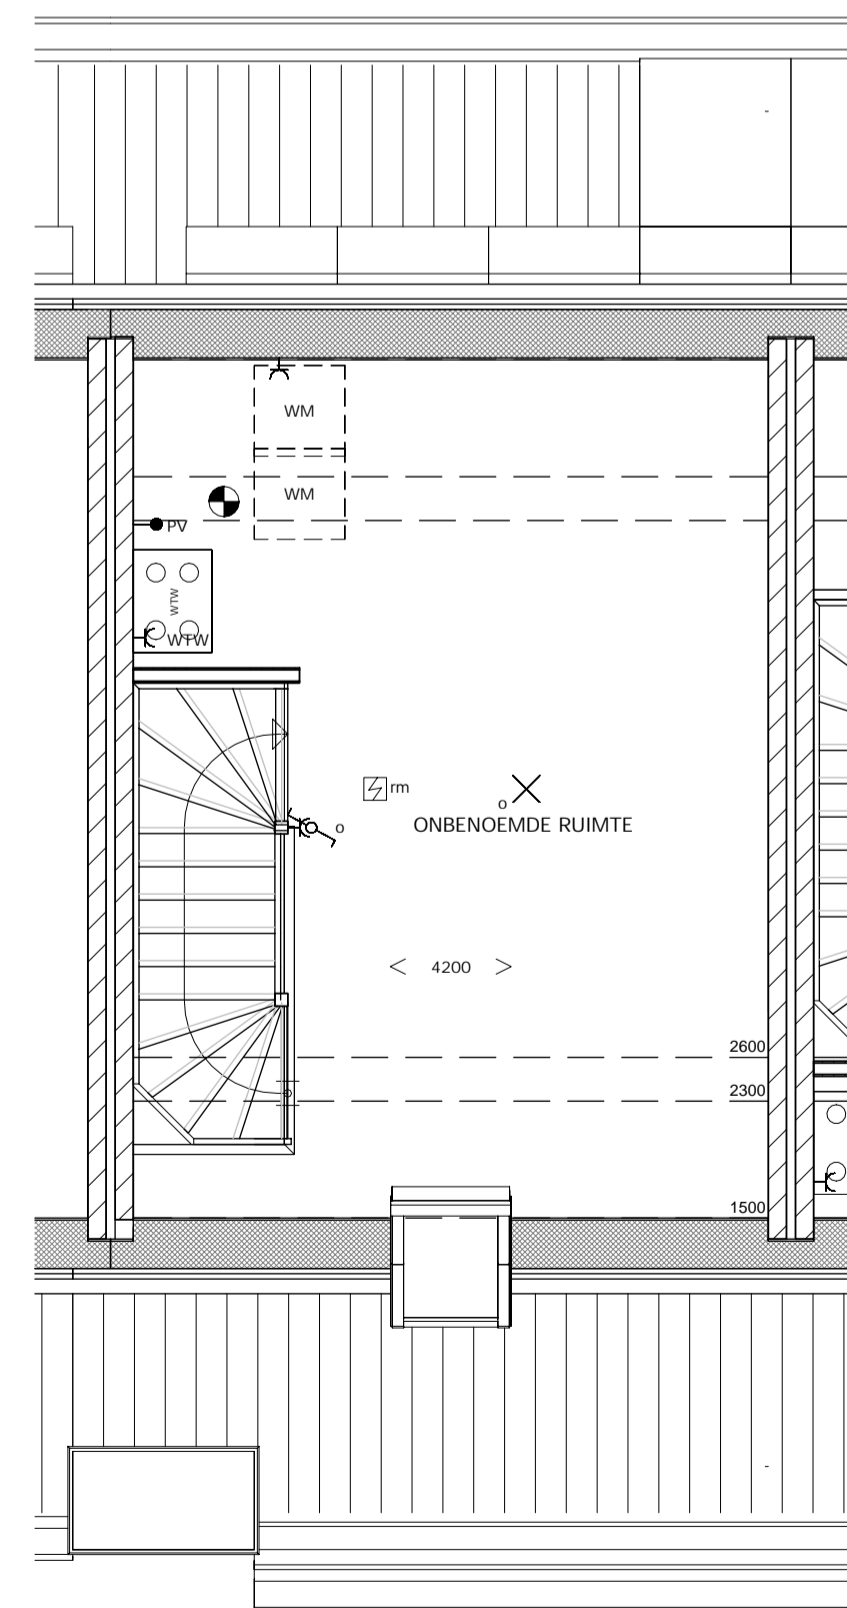 WM
WM
PV
WTW
WTW
rm
o
o
ONBENOEMDE RUIMTE
< 4200 >
2600
2300
1500